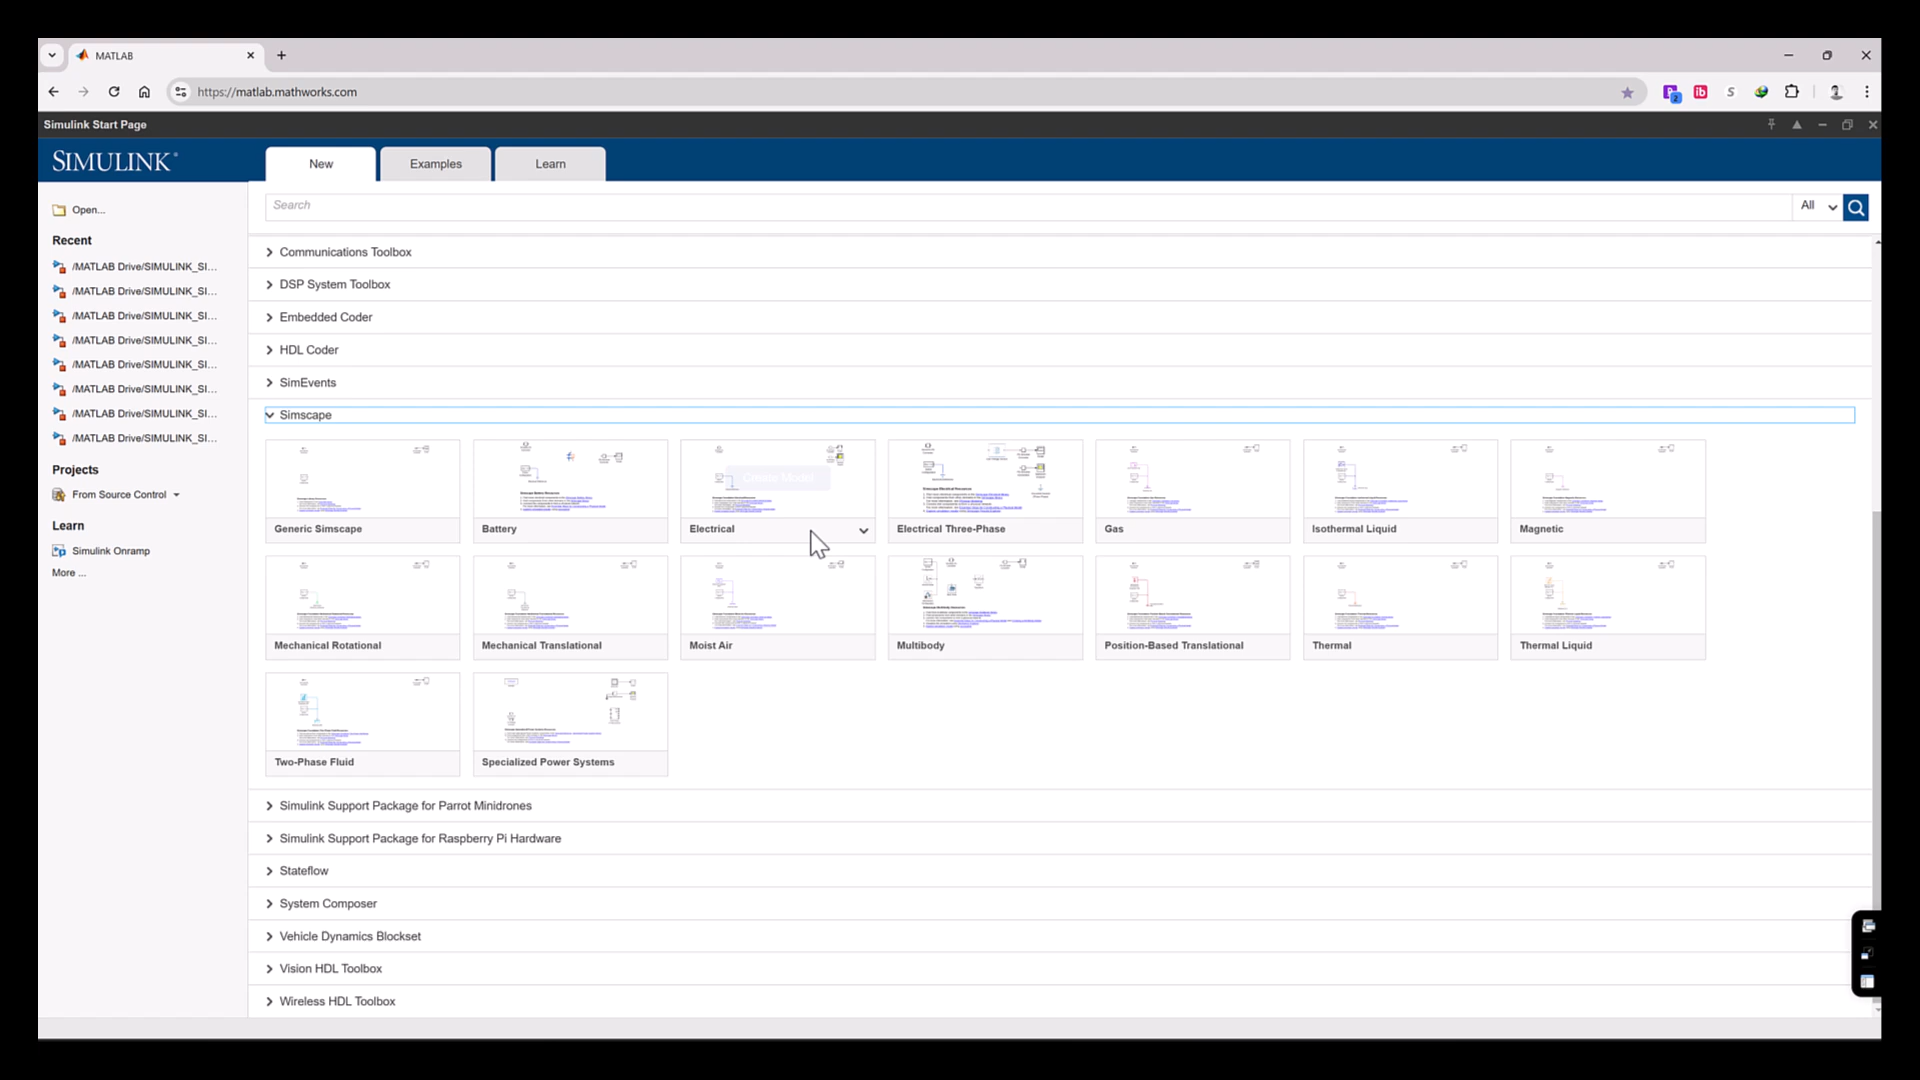 MATLAB
https://matlab.mathworks.com
Simulink Start Page
SIMULINK®
New
Examples
Learn
Open...
Search
All
Recent
/MATLAB Drive/SIMULINK_SI...
/MATLAB Drive/SIMULINK_SI...
/MATLAB Drive/SIMULINK_SI...
/MATLAB Drive/SIMULINK_SI...
/MATLAB Drive/SIMULINK_SI...
/MATLAB Drive/SIMULINK_SI...
/MATLAB Drive/SIMULINK_SI...
/MATLAB Drive/SIMULINK_SI...
Projects
From Source Control
Learn
Simulink Onramp
More ...
Communications Toolbox
DSP System Toolbox
Embedded Coder
HDL Coder
SimEvents
Simscape
Create Model
Generic Simscape
Battery
Electrical
Electrical Three-Phase
Gas
Isothermal Liquid
Magnetic
Mechanical Rotational
Mechanical Translational
Moist Air
Multibody
Position-Based Translational
Thermal
Thermal Liquid
Two-Phase Fluid
Specialized Power Systems
Simulink Support Package for Parrot Minidrones
Simulink Support Package for Raspberry Pi Hardware
Stateflow
System Composer
Vehicle Dynamics Blockset
Vision HDL Toolbox
Wireless HDL Toolbox